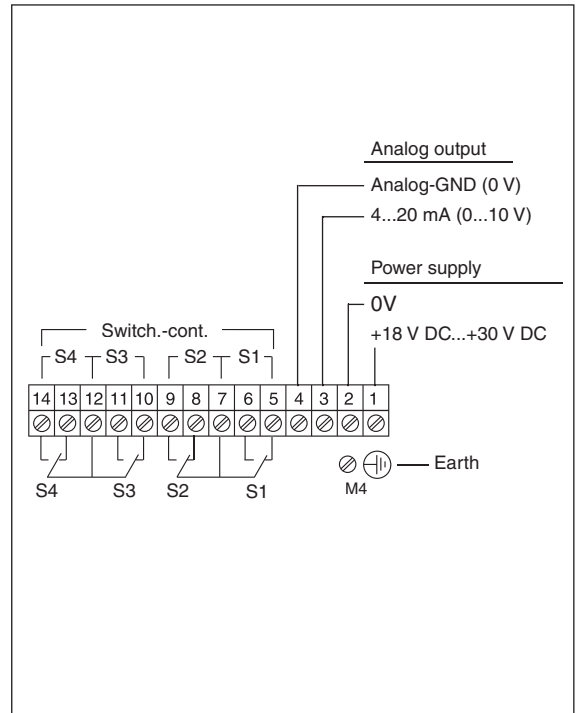 Analog output
Analog-GND (0 V)
4...20 mA (0...10 V)
Power supply
0V
+18 V DC...+30 V DC
Switch.-cont.
S4 S3 S2 S1
14 13 12 11 10 9 8 7 6 5 4 3 2 1
Earth
M4
S4 S3 S2 S1